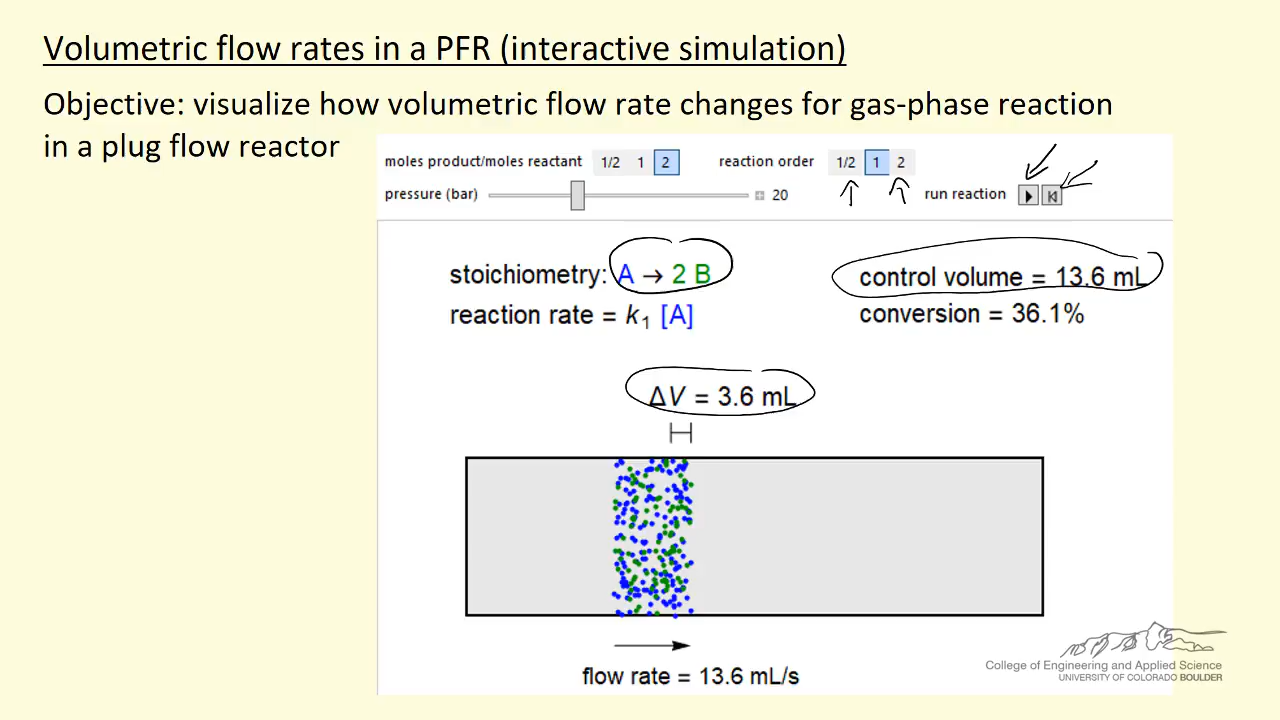 Volumetric flow rates in a PFR (interactive simulation)
Objective: visualize how volumetric flow rate changes for gas-phase reaction
in a plug flow reactor
moles product/moles reactant 1/2 1 2 reaction order 1/2 1 2
pressure (bar) 20 run reaction
stoichiometry: A → 2 B control volume = 13.6 mL
reaction rate = k₁ [A] conversion = 36.1%
ΔV = 3.6 mL
flow rate = 13.6 mL/s
College of Engineering and Applied Science
UNIVERSITY OF COLORADO BOULDER